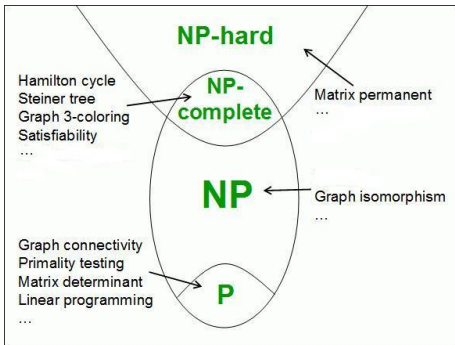 NP-hard
Hamilton cycle
Steiner tree
Graph 3-coloring
Satisfiability
...
NP-
complete
Matrix permanent
...
NP
Graph isomorphism
...
Graph connectivity
Primality testing
Matrix determinant
Linear programming
...
P